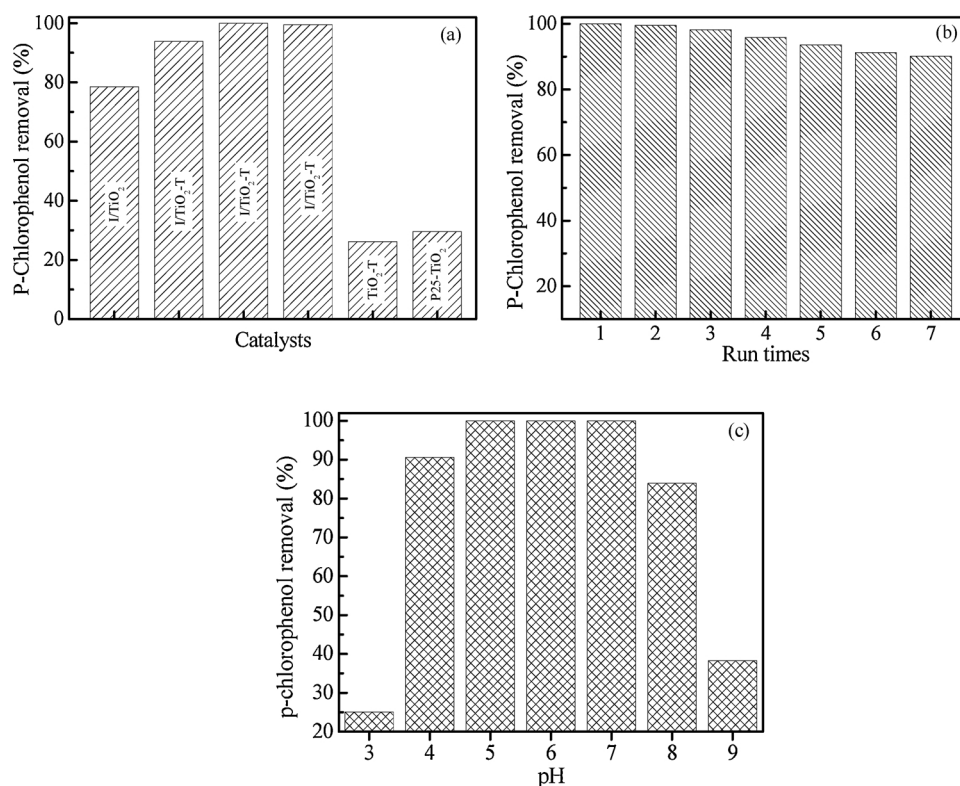 P-Chlorophenol removal (%)
100
80
60
40
20
0
(a)
I/TiO₂
I/TiO₂-T
I/TiO₂-T
I/TiO₂-T
TiO₂-T
P25-TiO₂
Catalysts
P-Chlorophenol removal (%)
100
80
60
40
20
(b)
1 2 3 4 5 6 7
Run times
p-chlorophenol removal (%)
100
90
80
70
60
50
40
30
20
(c)
3 4 5 6 7 8 9
pH